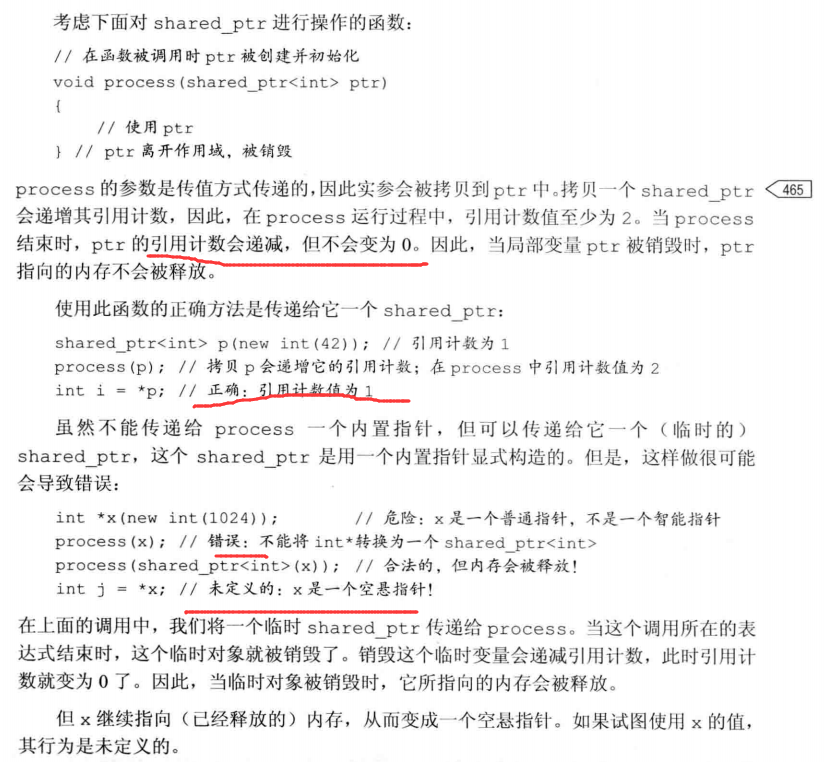 考虑下面对 shared_ptr 进行操作的函数：
// 在函数被调用时 ptr 被创建并初始化
void process(shared_ptr<int> ptr)
{
// 使用 ptr
} // ptr 离开作用域，被销毁
process 的参数是传值方式传递的，因此实参会被拷贝到 ptr 中。拷贝一个 shared_ptr 465
会递增其引用计数，因此，在 process 运行过程中，引用计数值至少为 2。当 process
结束时，ptr 的引用计数会递减，但不会变为 0。因此，当局部变量 ptr 被销毁时，ptr
指向的内存不会被释放。
使用此函数的正确方法是传递给它一个 shared_ptr：
shared_ptr<int> p(new int(42)); // 引用计数为 1
process(p); // 拷贝 p 会递增它的引用计数；在 process 中引用计数值为 2
int i = *p; // 正确：引用计数值为 1
虽然不能传递给 process 一个内置指针，但可以传递给它一个（临时的）
shared_ptr，这个 shared_ptr 是用一个内置指针显式构造的。但是，这样做很可能
会导致错误：
int *x(new int(1024)); // 危险：x 是一个普通指针，不是一个智能指针
process(x); // 错误：不能将 int*转换为一个 shared_ptr<int>
process(shared_ptr<int>(x)); // 合法的，但内存会被释放！
int j = *x; // 未定义的：x 是一个空悬指针！
在上面的调用中，我们将一个临时 shared_ptr 传递给 process。当这个调用所在的表
达式结束时，这个临时对象就被销毁了。销毁这个临时变量会递减引用计数，此时引用计
数就变为 0 了。因此，当临时对象被销毁时，它所指向的内存会被释放。
但 x 继续指向（已经释放的）内存，从而变成一个空悬指针。如果试图使用 x 的值，
其行为是未定义的。